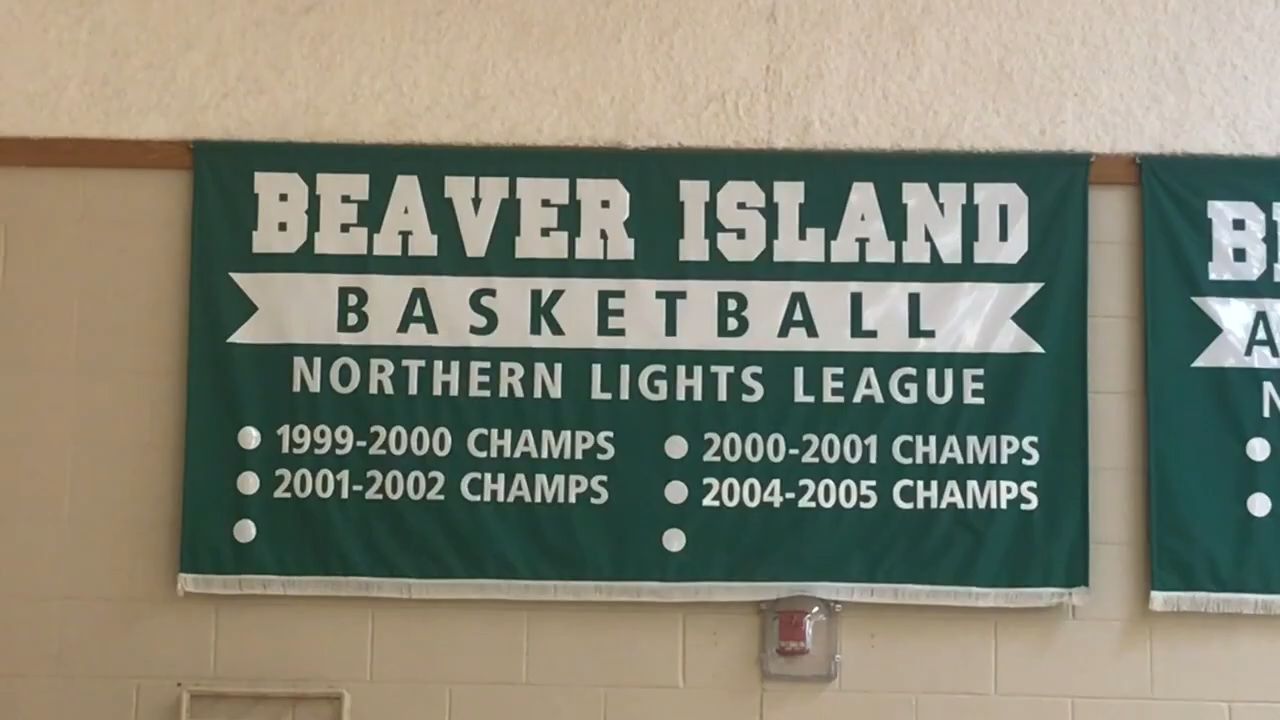 BEAVER ISLAND
BASKETBALL
NORTHERN LIGHTS LEAGUE
1999-2000 CHAMPS
2000-2001 CHAMPS
2001-2002 CHAMPS
2004-2005 CHAMPS